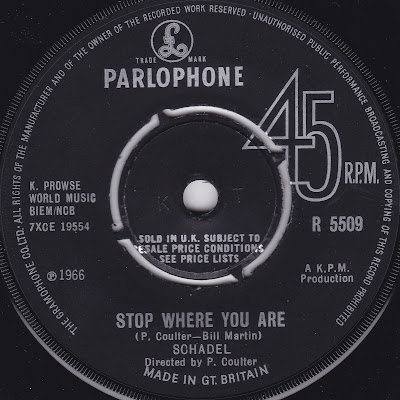 ALL RIGHTS OF THE MANUFACTURER AND OF THE OWNER OF THE RECORDED WORK RESERVED · UNAUTHORISED PUBLIC PERFORMANCE BROADCASTING AND COPYING OF THIS RECORD PROHIBITED
THE GRAMOPHONE CO. LTD.
£
TRADE MARK
PARLOPHONE
45 R.P.M.
K. PROWSE
WORLD MUSIC
BIEM/NCB
7XCE 19554
R 5509
SOLD IN U.K. SUBJECT TO
RESALE PRICE CONDITIONS
SEE PRICE LISTS
℗1966
A K.P.M.
Production
STOP WHERE YOU ARE
(P. Coulter—Bill Martin)
SCHADEL
Directed by P. Coulter
MADE IN GT. BRITAIN